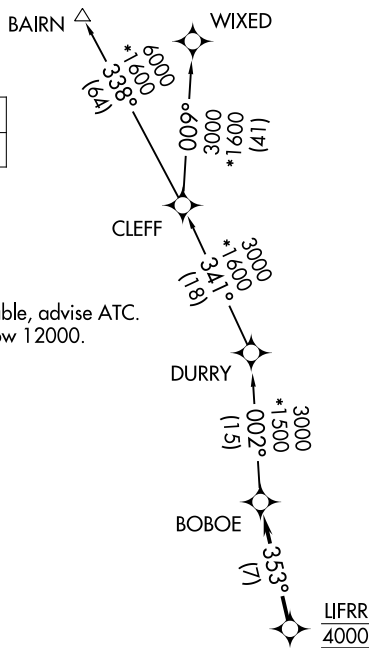 BAIRN
WIXED
6000
*1600
338°
(64)
009°
3000
*1600
(41)
CLEFF
3000
*1600
341°
(18)
ble, advise ATC.
w 12000.
DURRY
3000
*1500
002°
(15)
BOBOE
353°
(7)
LIFRR
4000